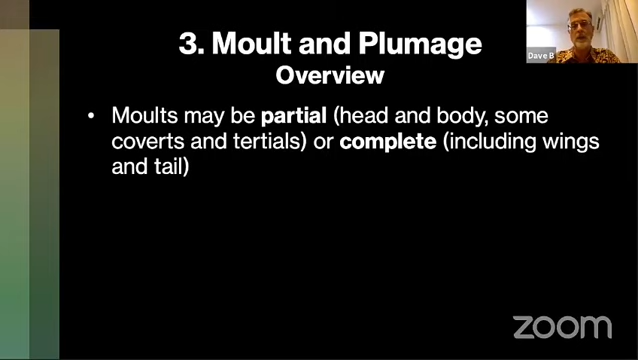 3. Moult and Plumage
Overview
Dave B
• Moults may be partial (head and body, some
coverts and tertials) or complete (including wings
and tail)
zoom